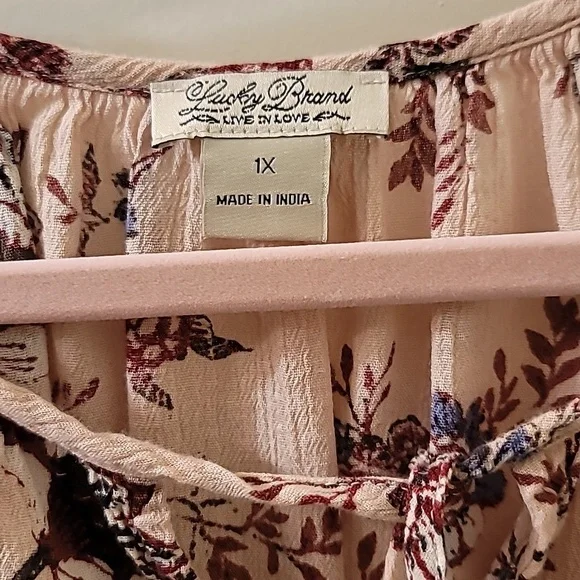 Lucky Brand
LIVE IN LOVE
1X
MADE IN INDIA